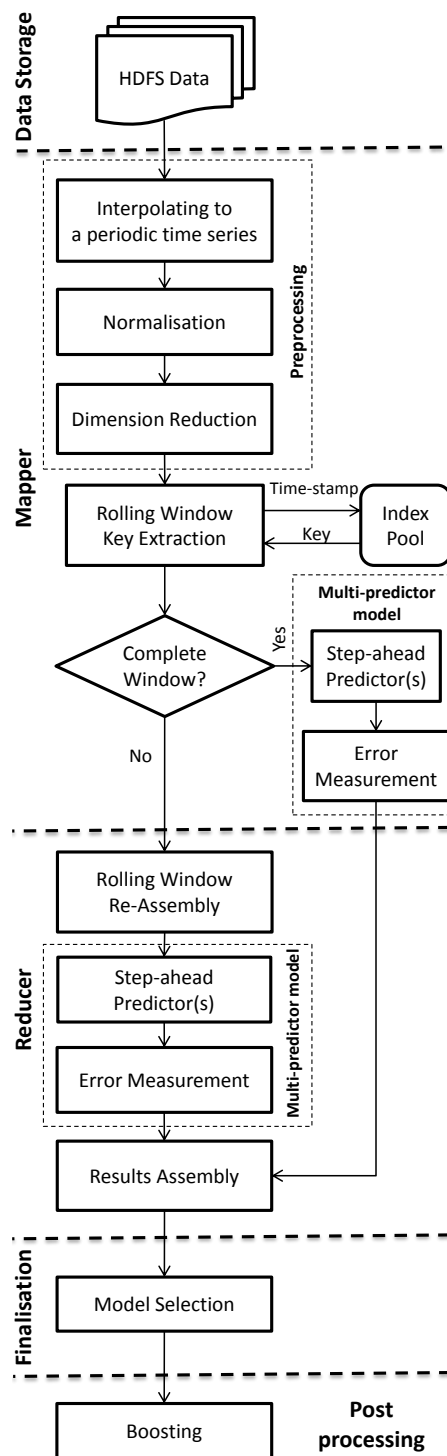 Data Storage
HDFS Data
Mapper
Preprocessing
Interpolating to
a periodic time series
Normalisation
Dimension Reduction
Rolling Window
Key Extraction
Time-stamp
Key
Index
Pool
Complete
Window?
Yes
No
Multi-predictor
model
Step-ahead
Predictor(s)
Error
Measurement
Reducer
Rolling Window
Re-Assembly
Step-ahead
Predictor(s)
Error Measurement
Multi-predictor model
Results Assembly
Finalisation
Model Selection
Boosting
Post
processing